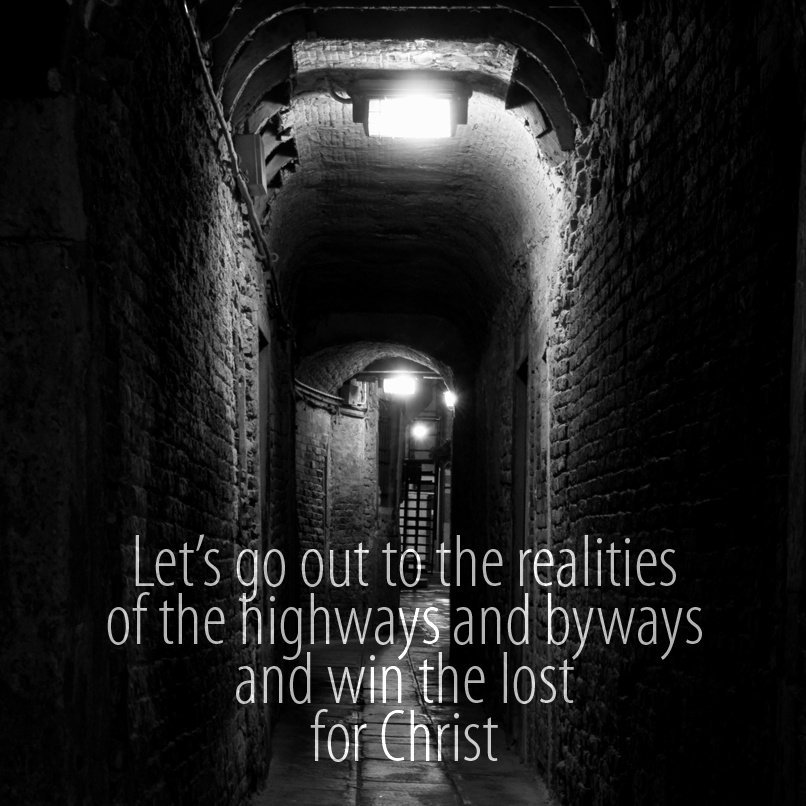 Let's go out to the realities
of the highways and byways
and win the lost
for Christ